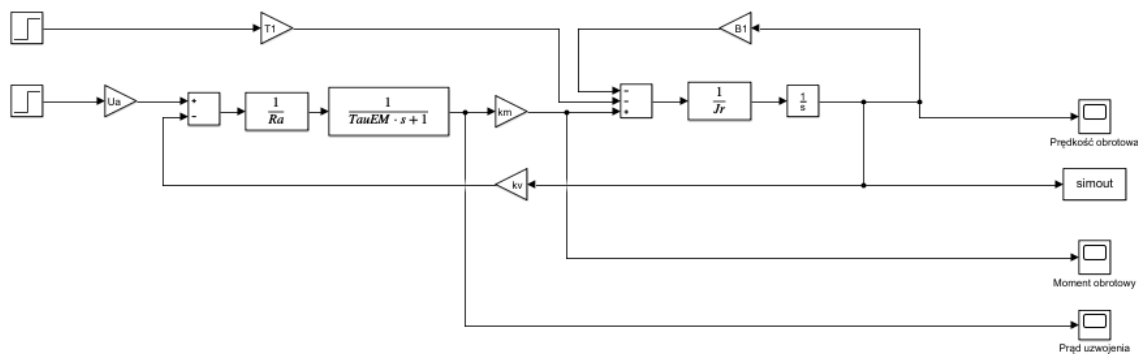 T1
B1
Ua
+
−
1
Ra
1
TauEM · s + 1
km
−
−
+
1
Jr
1
s
Prędkość obrotowa
kv
simout
Moment obrotowy
Prąd uzwojenia